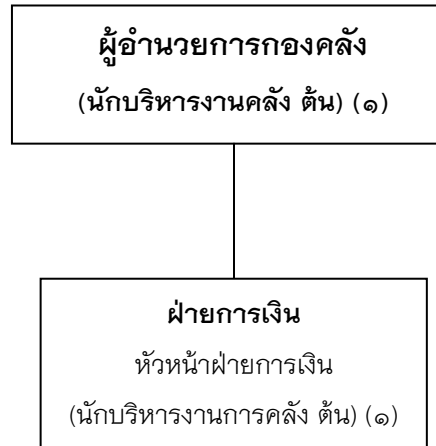 ผู้อำนวยการกองคลัง
(นักบริหารงานคลัง ต้น) (๑)
ฝ่ายการเงิน
หัวหน้าฝ่ายการเงิน
(นักบริหารงานการคลัง ต้น) (๑)